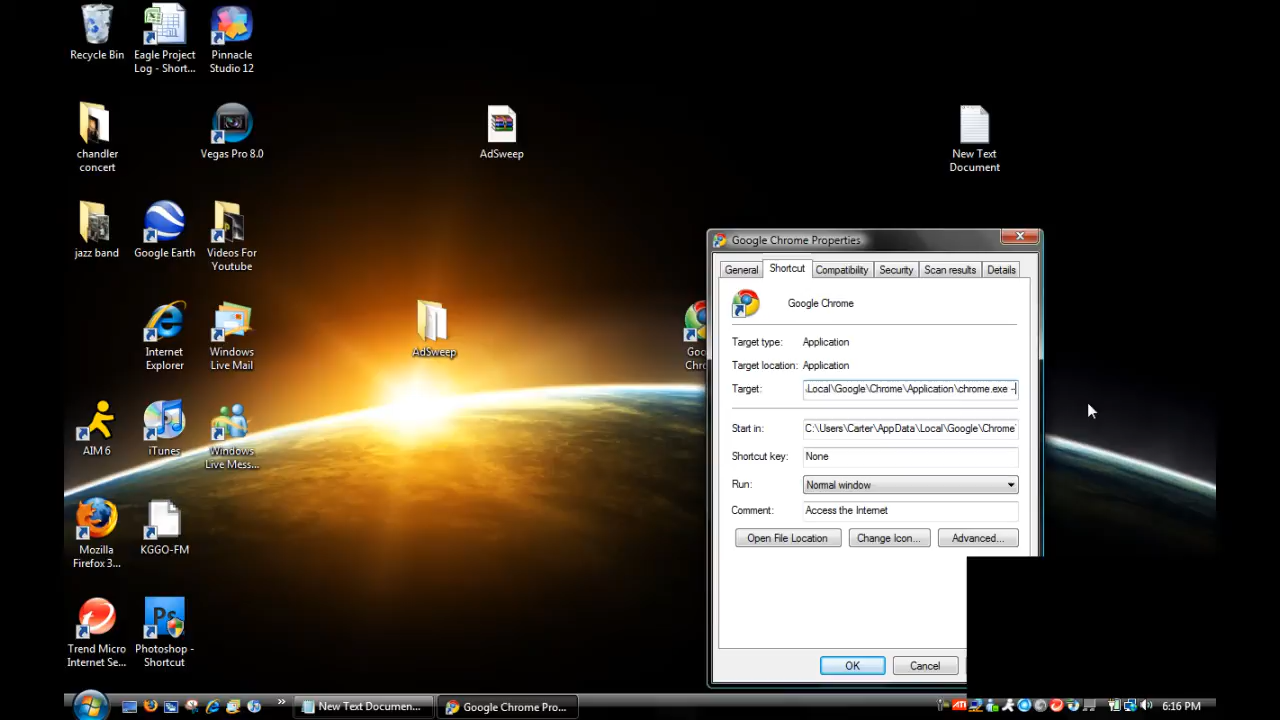 Recycle Bin
Eagle Project
Log - Short...
Pinnacle
Studio 12
chandler
concert
Vegas Pro 8.0
AdSweep
New Text
Document
jazz band
Google Earth
Videos For
Youtube
Internet
Explorer
Windows
Live Mail
AdSweep
Goo
Chro
AIM 6
iTunes
Windows
Live Mess...
Mozilla
Firefox 3...
KGGO-FM
Trend Micro
Internet Se...
Ps
Photoshop -
Shortcut
Google Chrome Properties
General
Shortcut
Compatibility
Security
Scan results
Details
Google Chrome
Target type:
Application
Target location:
Application
Target:
\Local\Google\Chrome\Application\chrome.exe -
Start in:
C:\Users\Carter\AppData\Local\Google\Chrome\
Shortcut key:
None
Run:
Normal window
Comment:
Access the Internet
Open File Location
Change Icon...
Advanced...
OK
Cancel
»
New Text Documen...
Google Chrome Pro...
ATI
6:16 PM